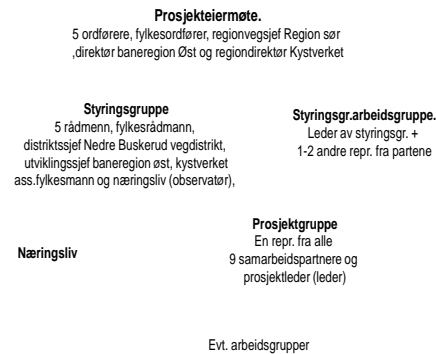 Prosjekteiermøte.
5 ordførere, fylkesordfører, regionvegsjef Region sør
,direktør baneregion Øst og regiondirektør Kystverket
Styringsgruppe
5 rådmenn, fylkesrådmann,
distriktssjef Nedre Buskerud vegdistrikt,
utviklingssjef baneregion øst, kystverket
ass.fylkesmann og næringsliv (observatør),
Styringsgr.arbeidsgruppe.
Leder av styringsgr. +
1-2 andre repr. fra partene
Prosjektgruppe
En repr. fra alle
9 samarbeidspartnere og
prosjektleder (leder)
Næringsliv
Evt. arbeidsgrupper